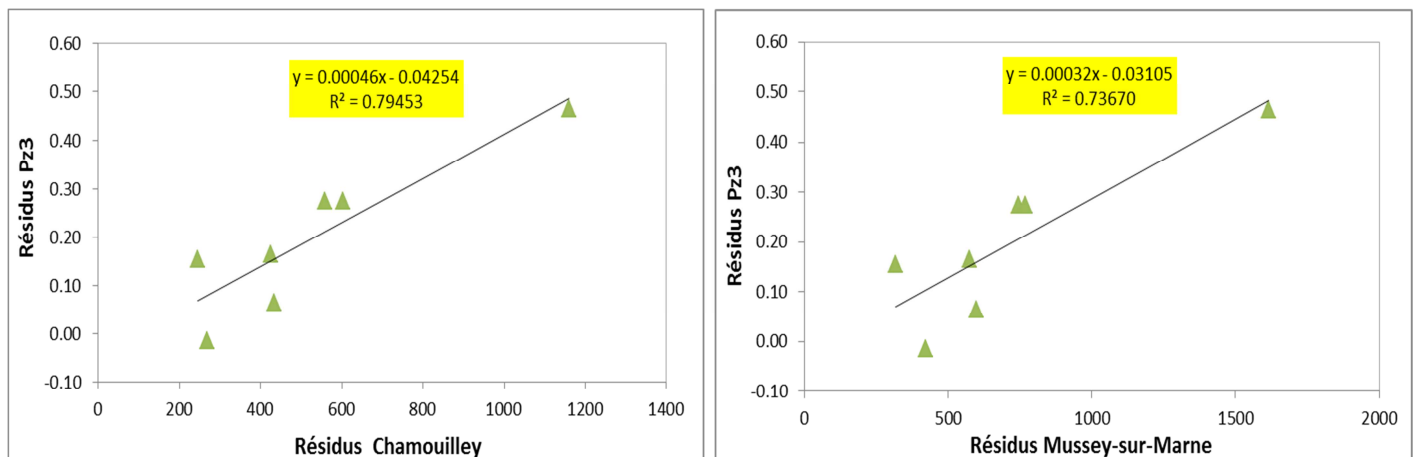 0.60
0.50
0.40
0.30
0.20
0.10
0.00
-0.10
Résidus Pz3
y = 0.00046x - 0.04254
R² = 0.79453
0 200 400 600 800 1000 1200 1400
Résidus Chamouilley
0.60
0.50
0.40
0.30
0.20
0.10
0.00
-0.10
Résidus Pz3
y = 0.00032x - 0.03105
R² = 0.73670
0 500 1000 1500 2000
Résidus Mussey-sur-Marne